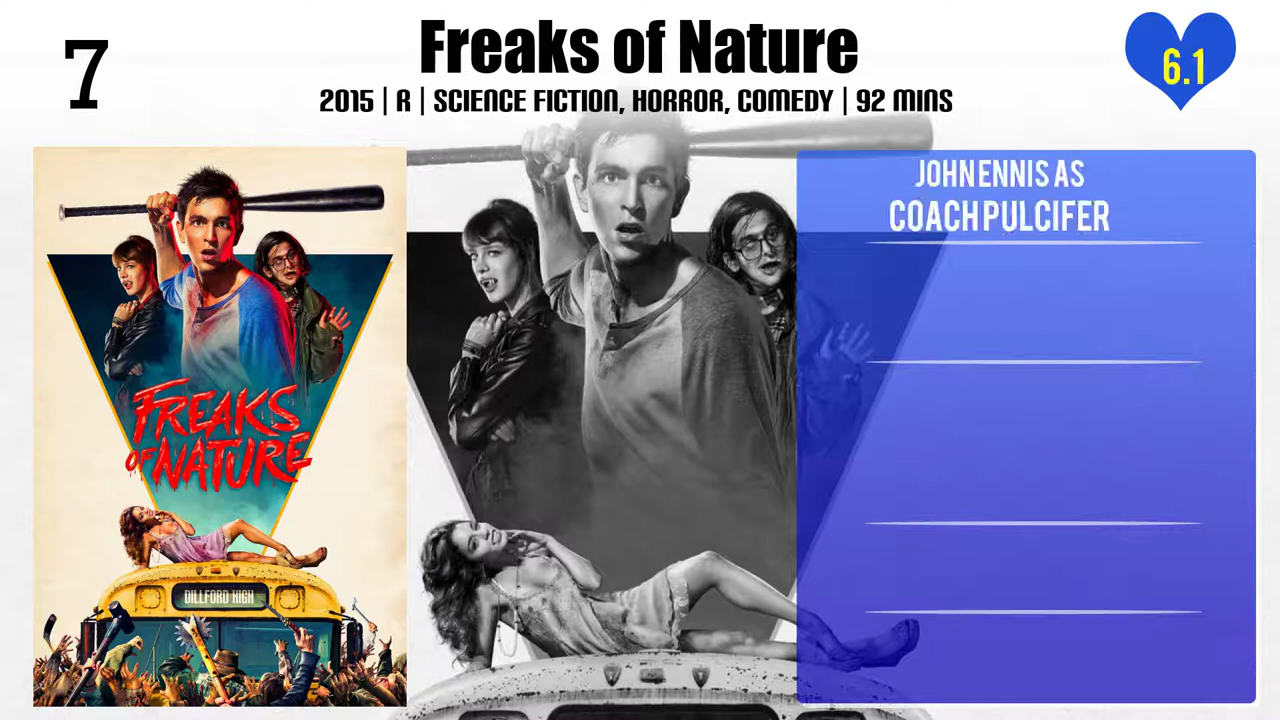 7
Freaks of Nature
6.1
2015 | R | SCIENCE FICTION, HORROR, COMEDY | 92 MINS
JOHN ENNIS AS
COACH PULCIFER
FREAKS
OF NATURE
DILLFORD HIGH